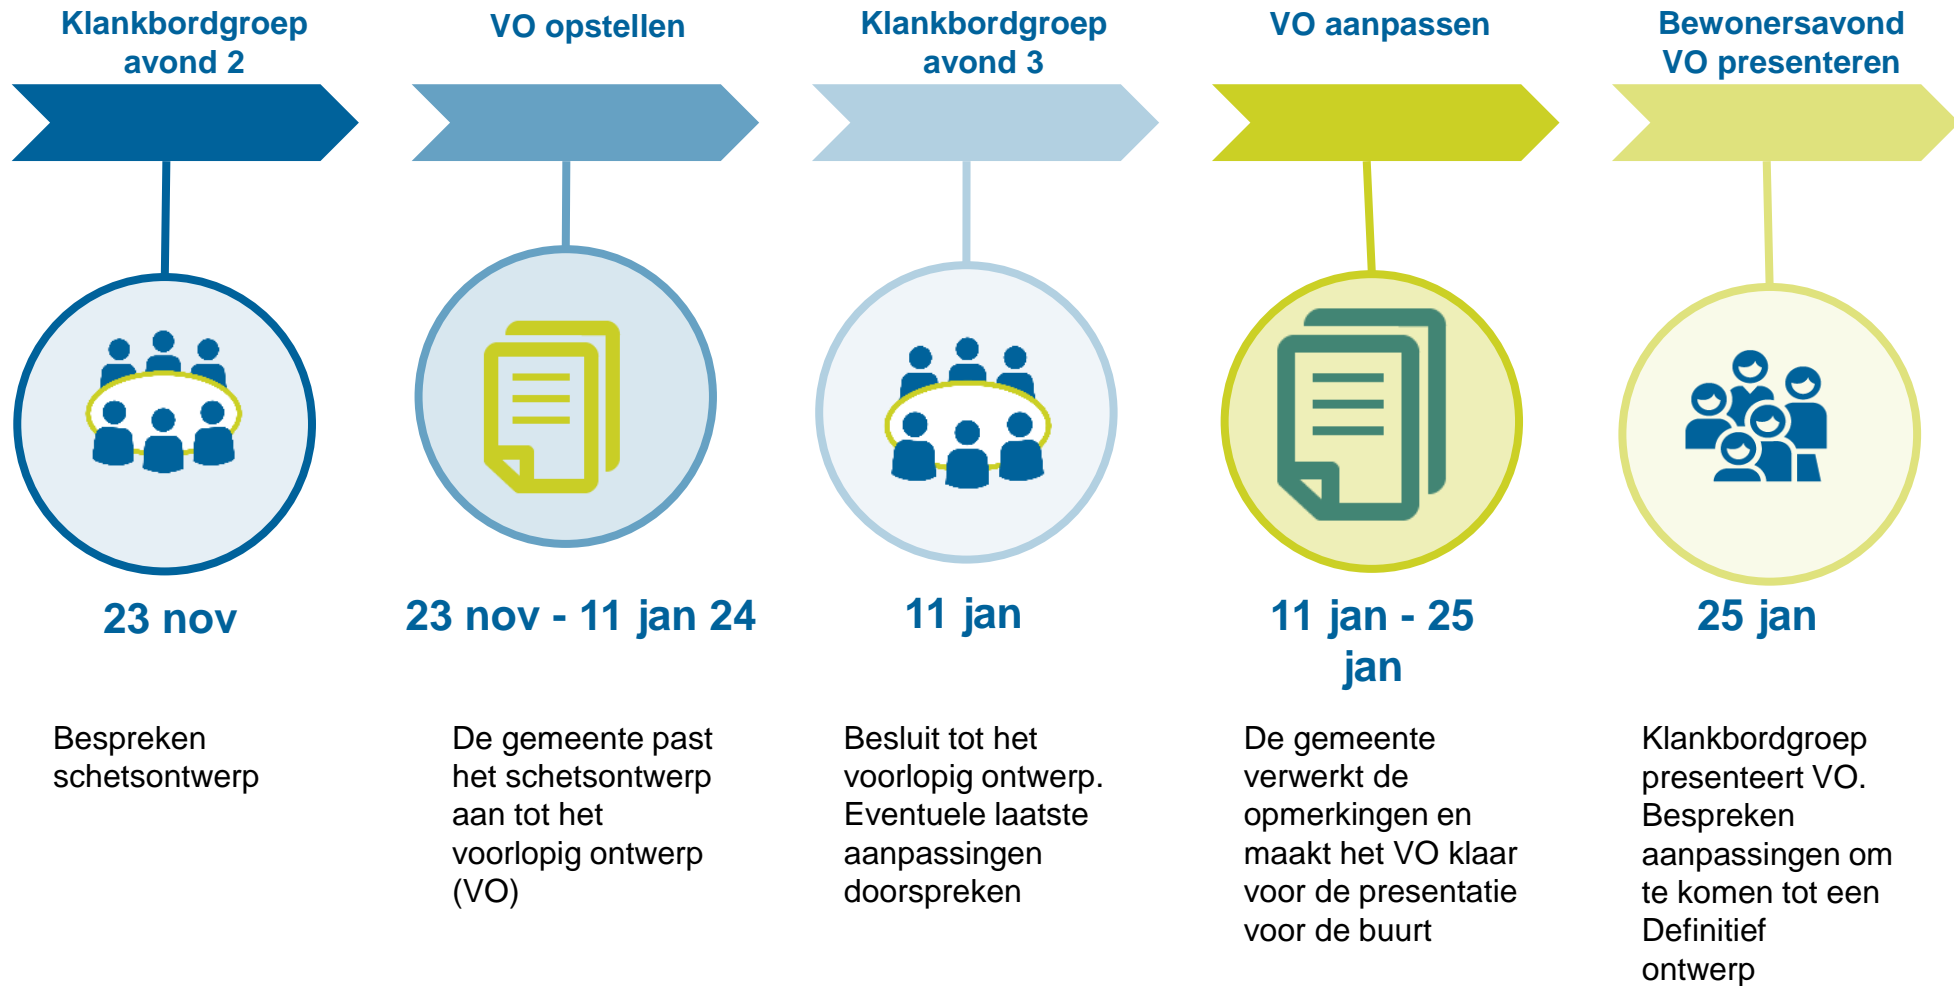 Klankbordgroep
avond 2
VO opstellen
Klankbordgroep
avond 3
VO aanpassen
Bewonersavond
VO presenteren
23 nov
23 nov - 11 jan 24
11 jan
11 jan - 25
jan
25 jan
Bespreken
schetsontwerp
De gemeente past
het schetsontwerp
aan tot het
voorlopig ontwerp
(VO)
Besluit tot het
voorlopig ontwerp.
Eventuele laatste
aanpassingen
doorspreken
De gemeente
verwerkt de
opmerkingen en
maakt het VO klaar
voor de presentatie
voor de buurt
Klankbordgroep
presenteert VO.
Bespreken
aanpassingen om
te komen tot een
Definitief
ontwerp